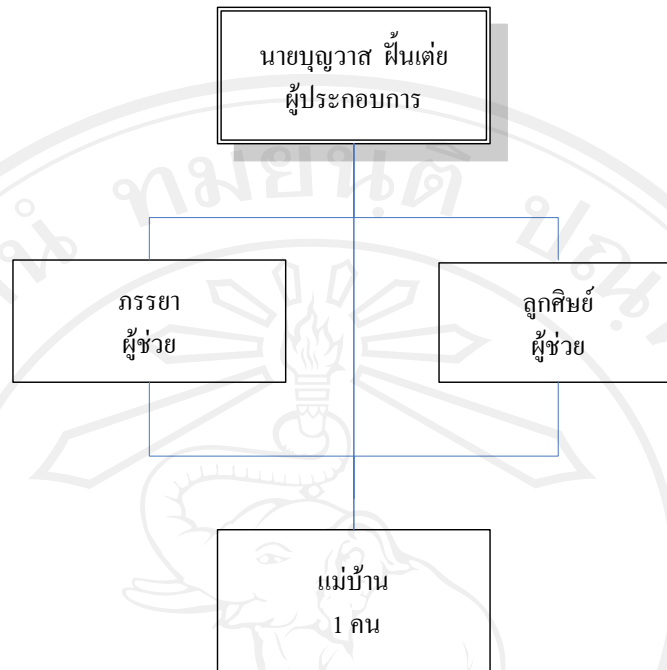 นายบุญวาส ฝั้นเต่ย
ผู้ประกอบการ
ภรรยา
ผู้ช่วย
ลูกศิษย์
ผู้ช่วย
แม่บ้าน
1 คน